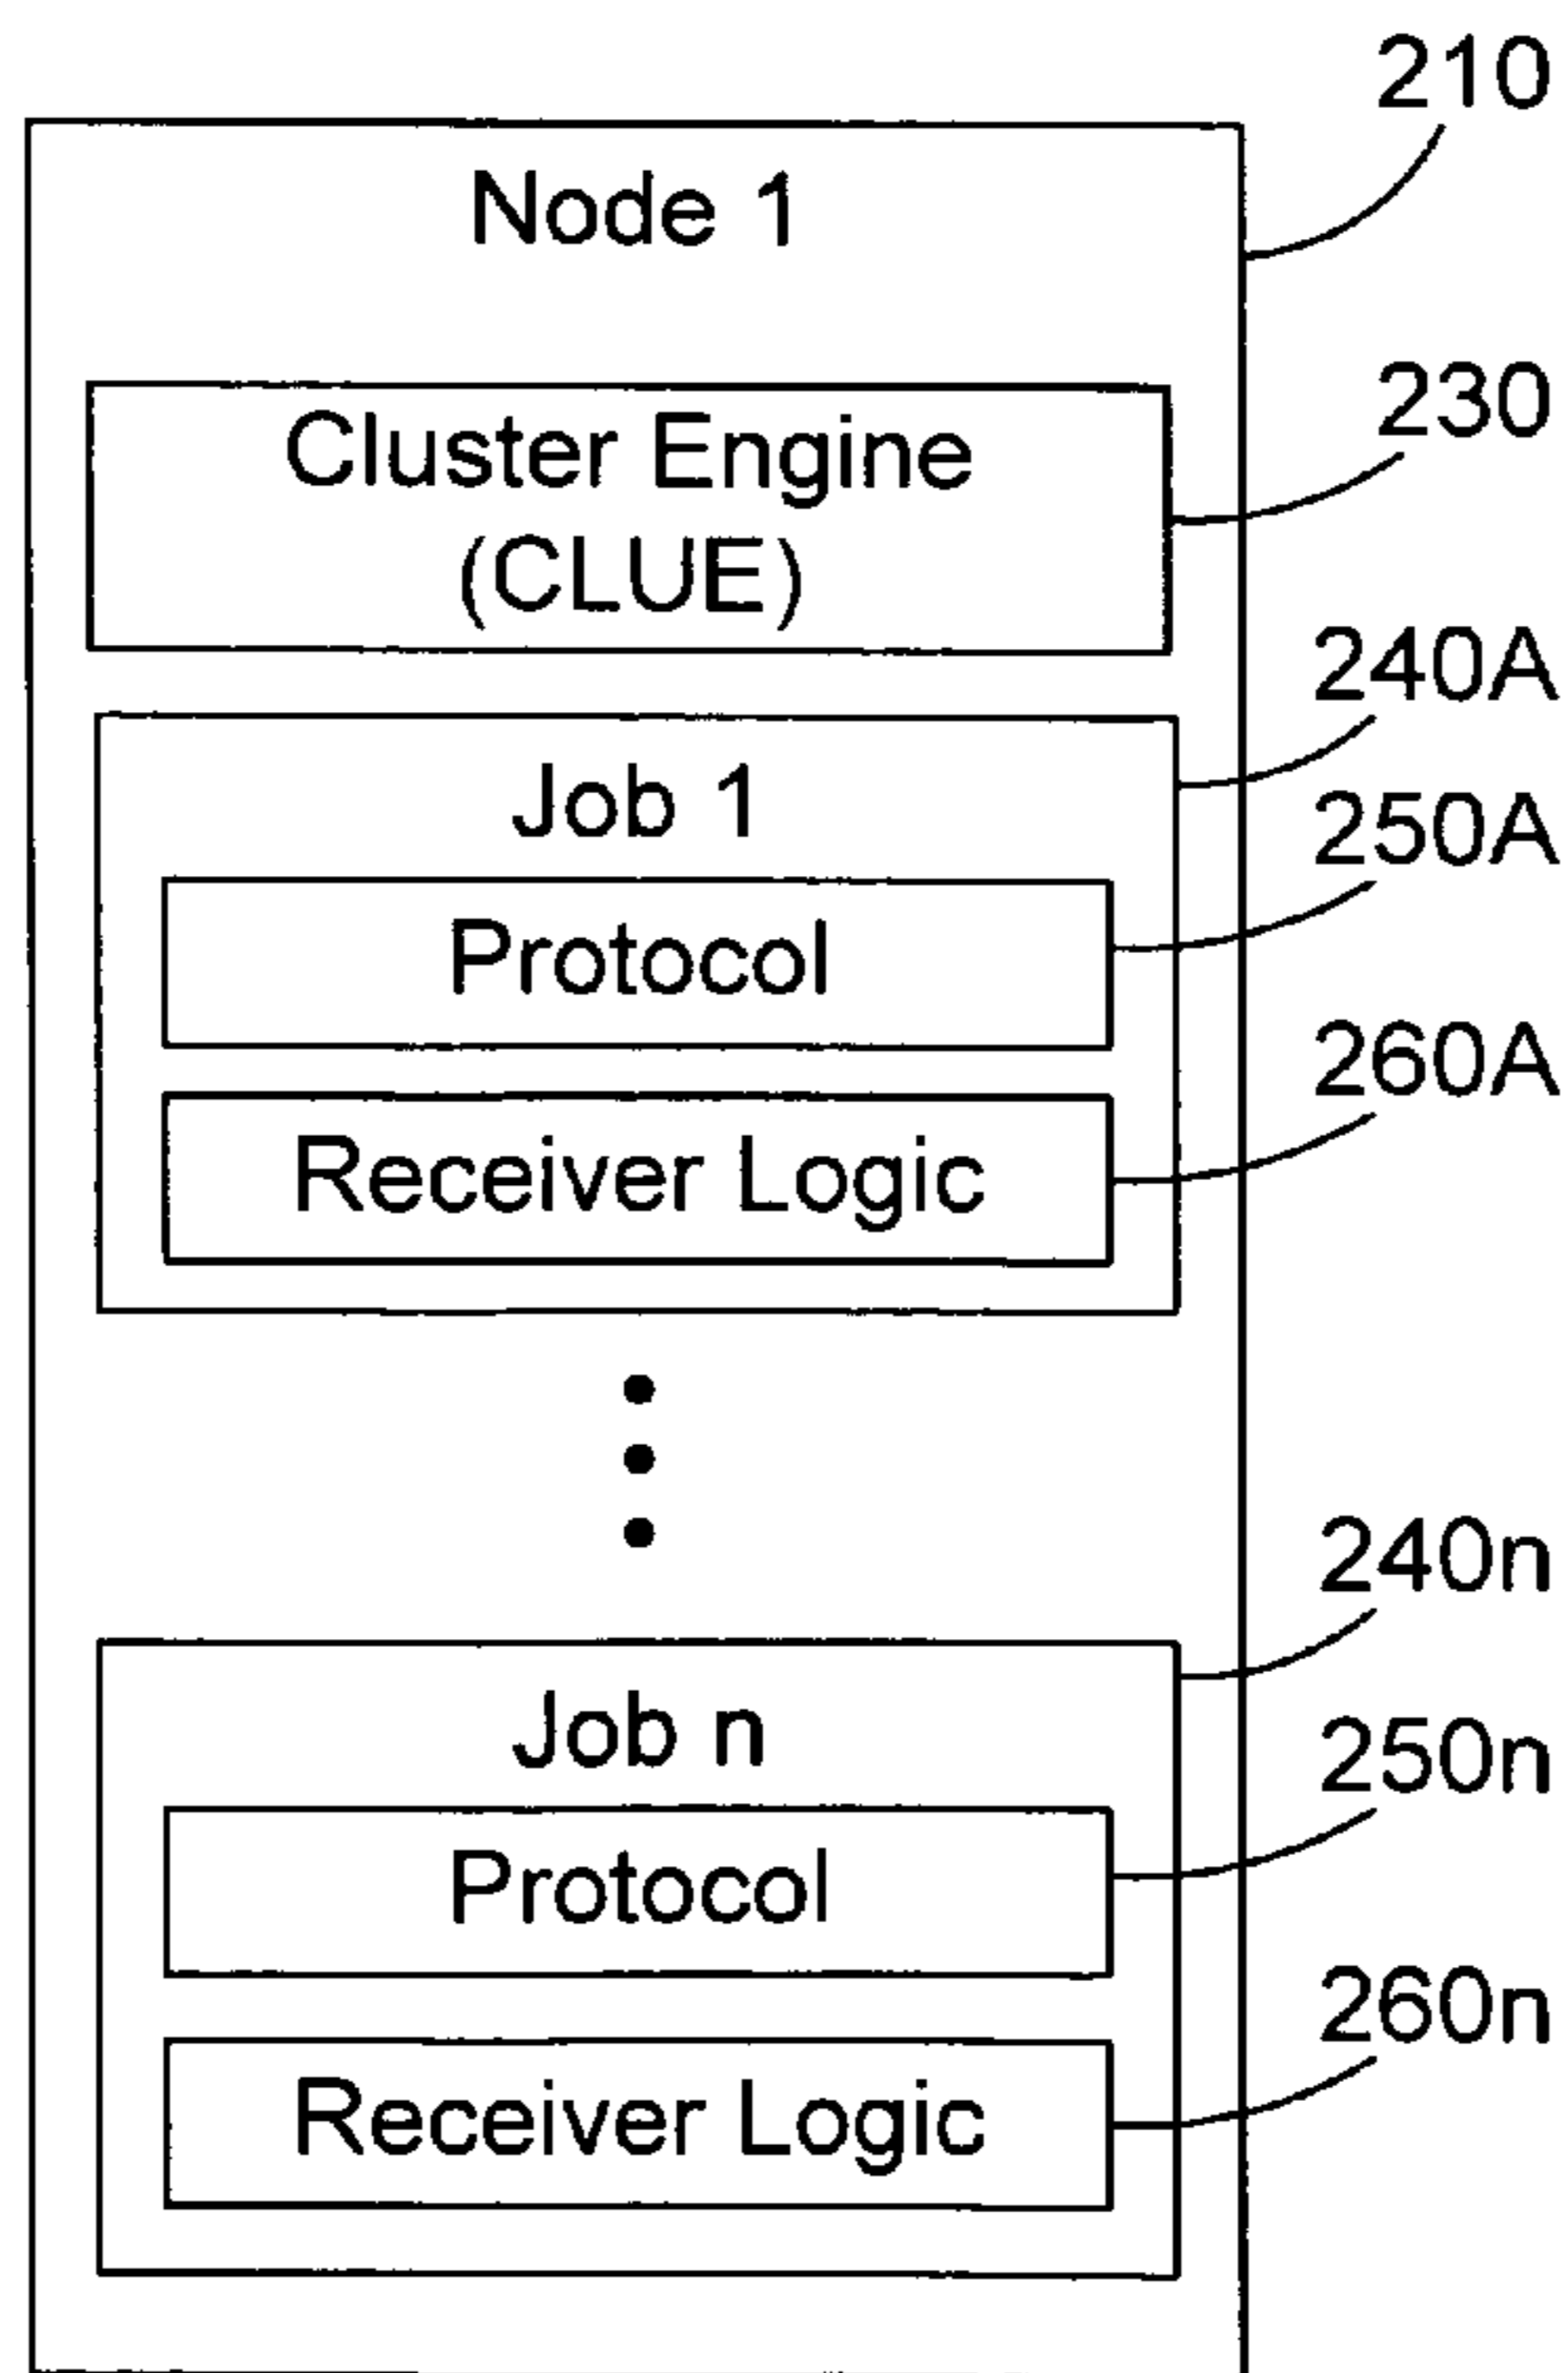 210
Node 1
230
Cluster Engine
(CLUE)
240A
Job 1
250A
Protocol
260A
Receiver Logic
240n
Job n
250n
Protocol
260n
Receiver Logic